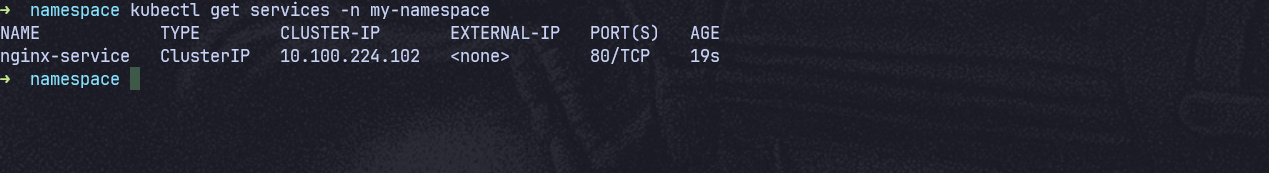 ➜  namespace kubectl get services -n my-namespace
NAME            TYPE        CLUSTER-IP       EXTERNAL-IP   PORT(S)   AGE
nginx-service   ClusterIP   10.100.224.102   <none>        80/TCP    19s
➜  namespace